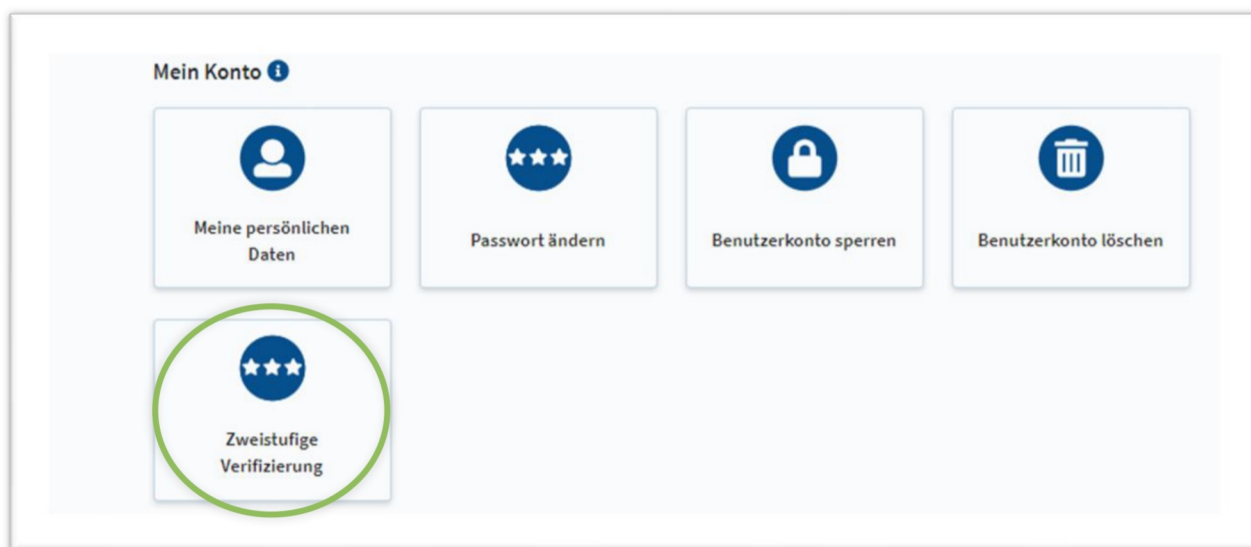 Mein Konto
Meine persönlichen
Daten
Passwort ändern
Benutzerkonto sperren
Benutzerkonto löschen
Zweistufige
Verifizierung